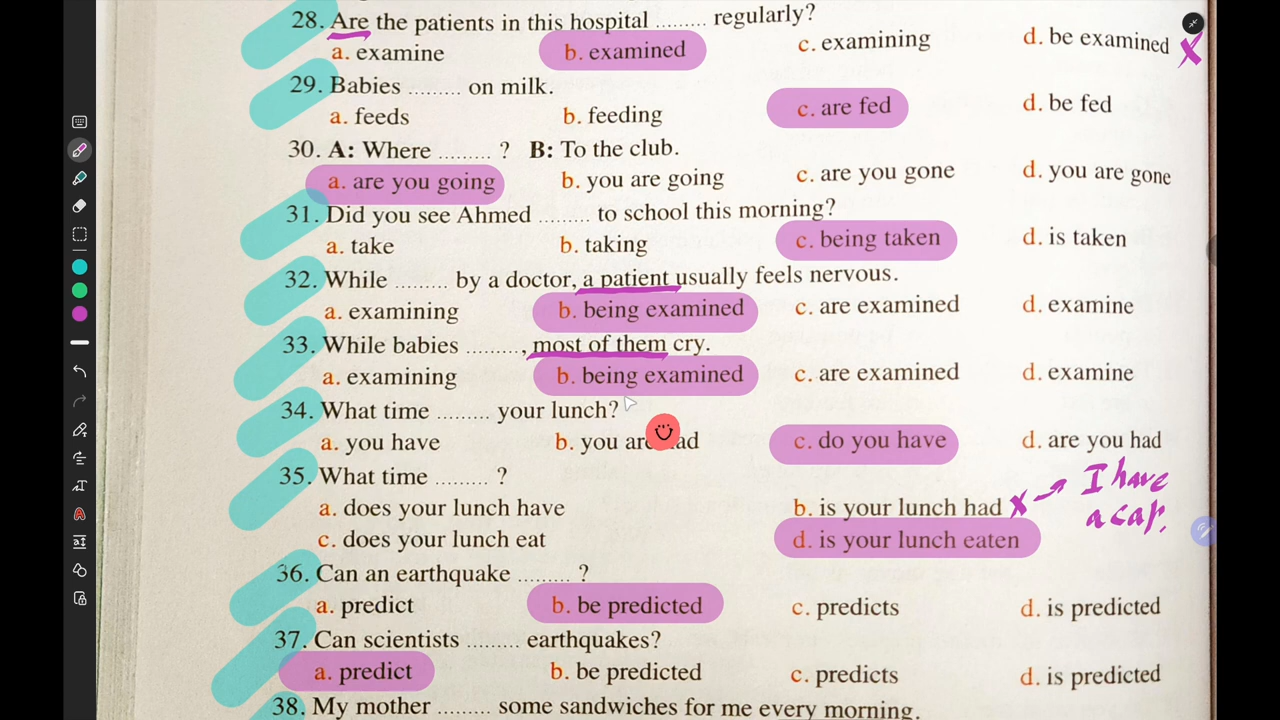 28. Are the patients in this hospital ......... regularly?
a. examine b. examined c. examining d. be examined x
29. Babies ........ on milk.
a. feeds b. feeding c. are fed d. be fed
30. A: Where ......... ? B: To the club.
a. are you going b. you are going c. are you gone d. you are gone
31. Did you see Ahmed ......... to school this morning?
a. take b. taking c. being taken d. is taken
32. While ......... by a doctor, a patient usually feels nervous.
a. examining b. being examined c. are examined d. examine
33. While babies ........., most of them cry.
a. examining b. being examined c. are examined d. examine
34. What time ......... your lunch?
a. you have b. you are had c. do you have d. are you had
35. What time ......... ?
a. does your lunch have b. is your lunch had x → I have
a car.
c. does your lunch eat d. is your lunch eaten
36. Can an earthquake ......... ?
a. predict b. be predicted c. predicts d. is predicted
37. Can scientists ......... earthquakes?
a. predict b. be predicted c. predicts d. is predicted
38. My mother ......... some sandwiches for me every morning.